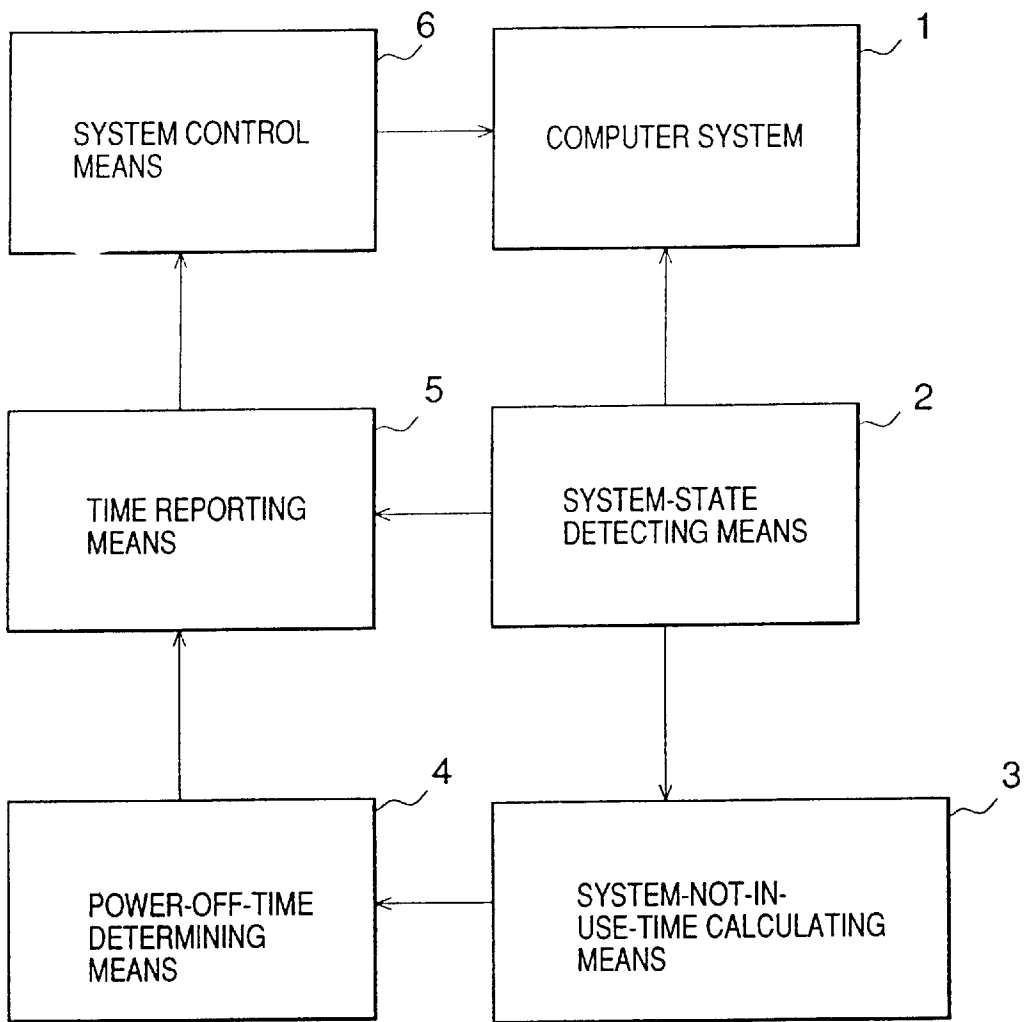 6
SYSTEM CONTROL
MEANS
1
COMPUTER SYSTEM
5
TIME REPORTING
MEANS
2
SYSTEM-STATE
DETECTING MEANS
4
POWER-OFF-TIME
DETERMINING
MEANS
3
SYSTEM-NOT-IN-
USE-TIME CALCULATING
MEANS